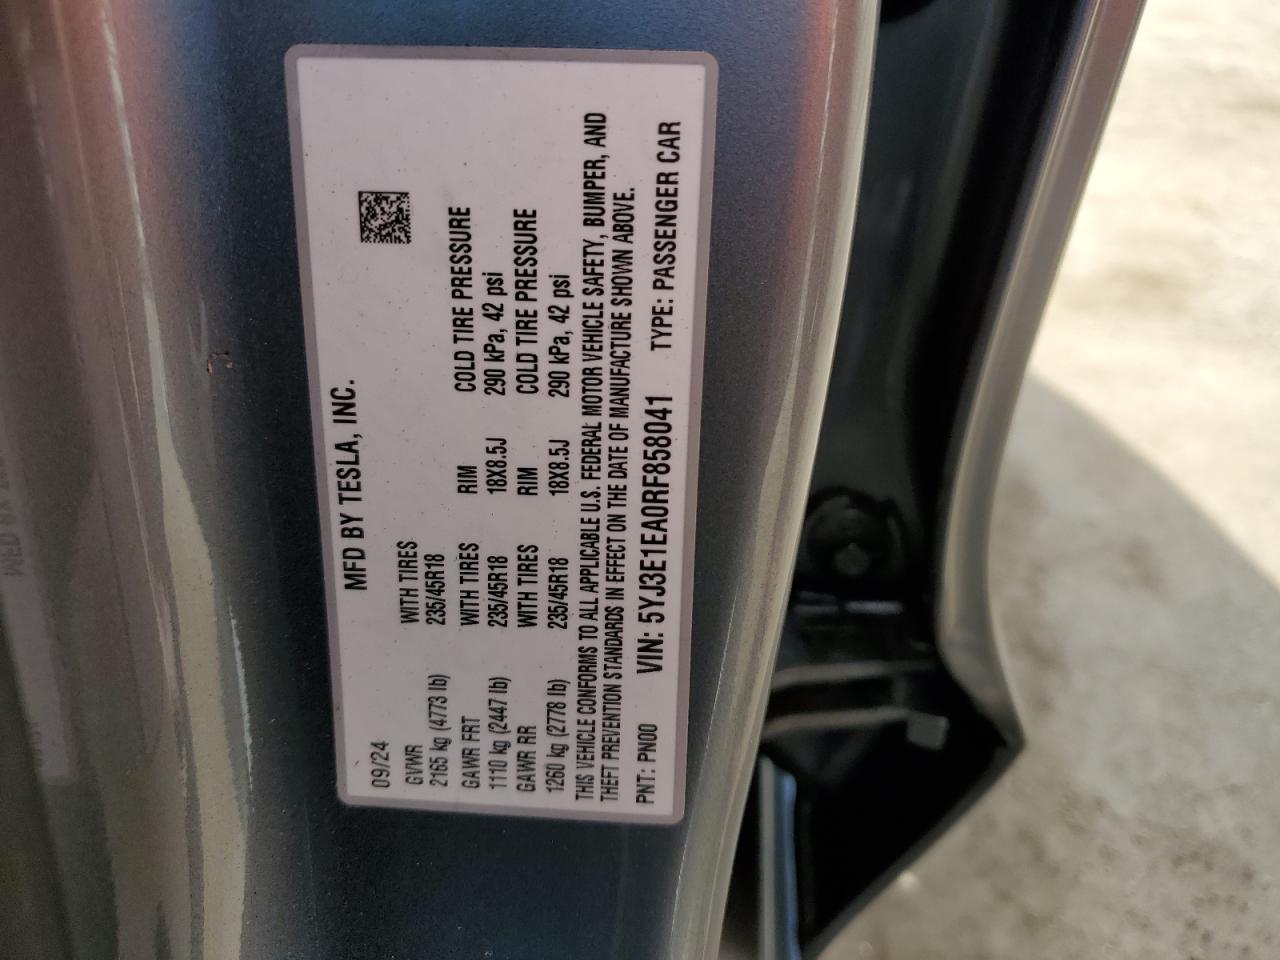 MFD BY TESLA, INC.
09/24
GVWR WITH TIRES
2165 kg (4773 lb) 235/45R18
GAWR FRT WITH TIRES RIM COLD TIRE PRESSURE
1110 kg (2447 lb) 235/45R18 18X8.5J 290 kPa, 42 psi
GAWR RR WITH TIRES RIM COLD TIRE PRESSURE
1260 kg (2778 lb) 235/45R18 18X8.5J 290 kPa, 42 psi
THIS VEHICLE CONFORMS TO ALL APPLICABLE U.S. FEDERAL MOTOR VEHICLE SAFETY, BUMPER, AND
THEFT PREVENTION STANDARDS IN EFFECT ON THE DATE OF MANUFACTURE SHOWN ABOVE.
PNT: PN00 VIN: 5YJ3E1EA0RF858041 TYPE: PASSENGER CAR